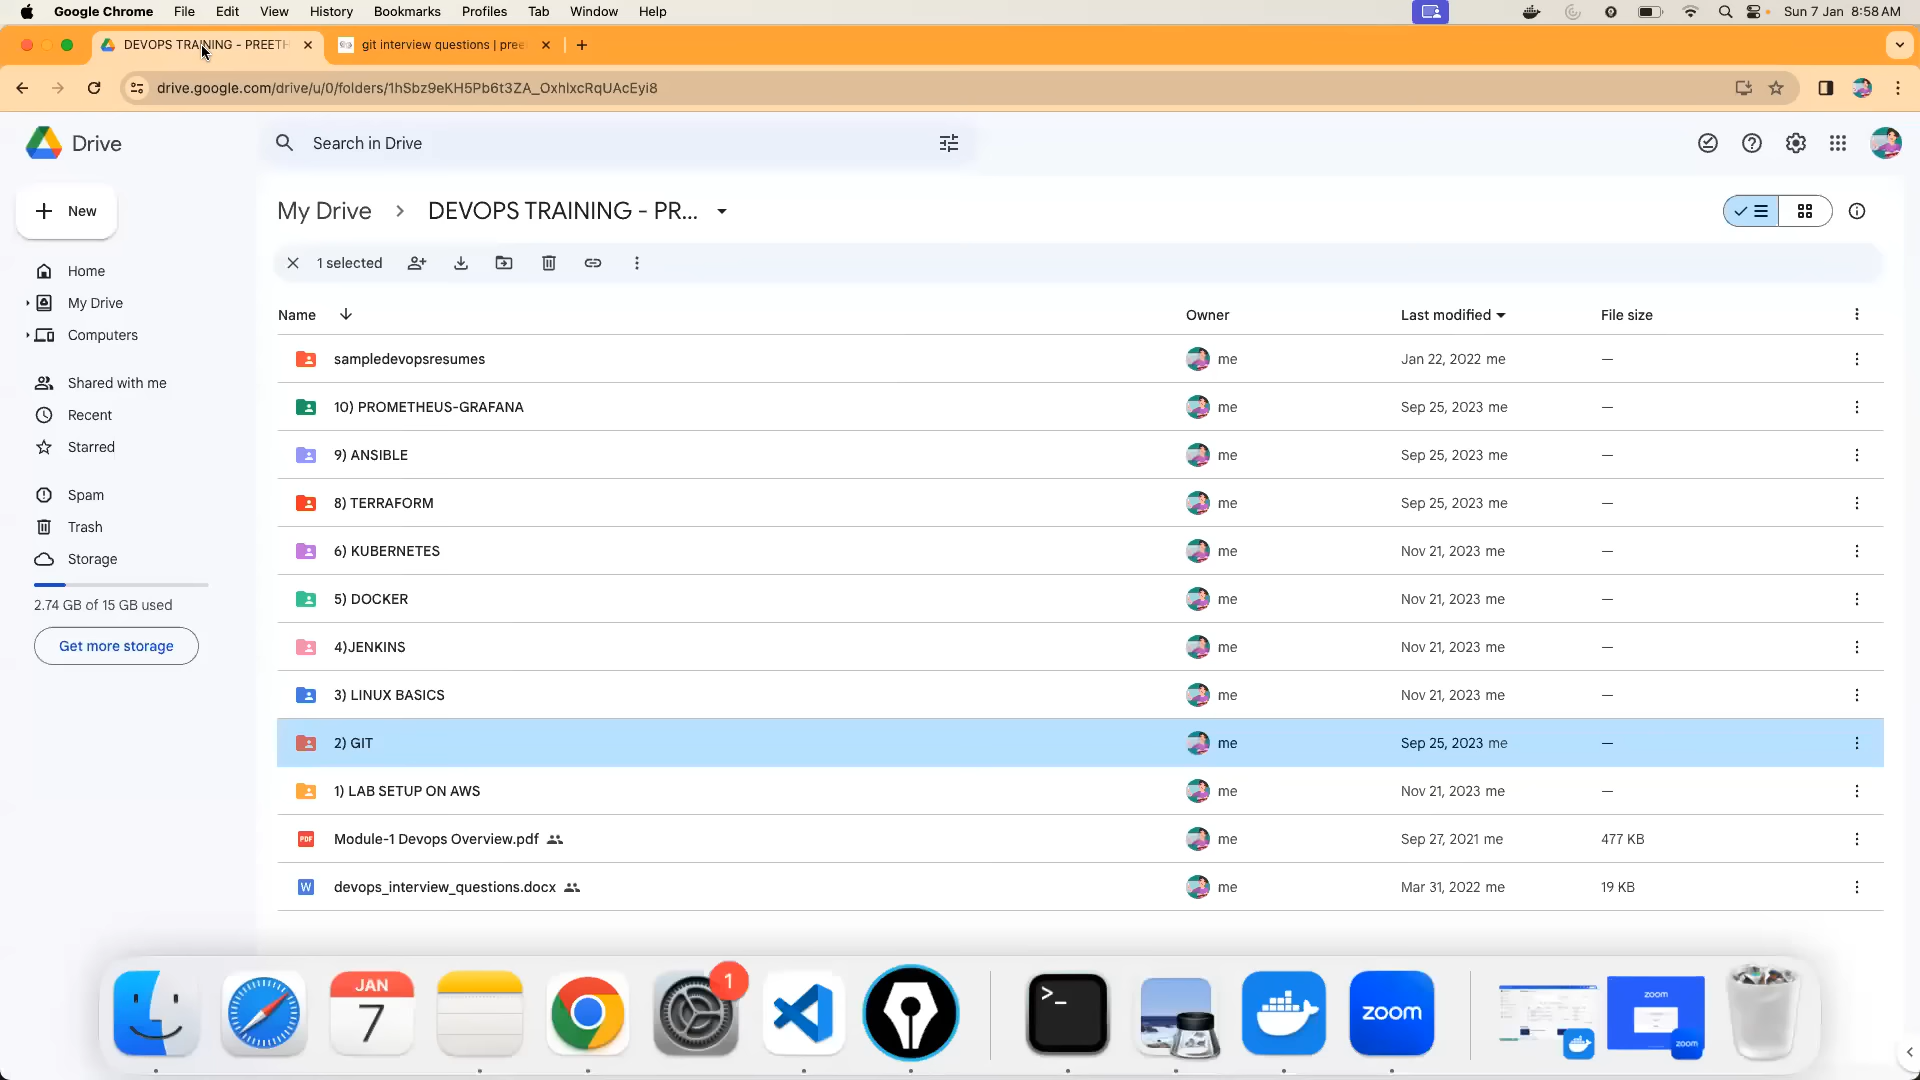 Google Chrome File Edit View History Bookmarks Profiles Tab Window Help Sun 7 Jan 8:58 AM
DEVOPS TRAINING - PREETH git interview questions | pree
drive.google.com/drive/u/0/folders/1hSbz9eKH5Pb6t3ZA_OxhlxcRqUAcEyi8
Drive
Search in Drive
New
My Drive DEVOPS TRAINING - PR...
1 selected
Home
My Drive
Computers
Shared with me
Recent
Starred
Spam
Trash
Storage
2.74 GB of 15 GB used
Get more storage
Name Owner Last modified File size
sampledevopsresumes me Jan 22, 2022 me —
10) PROMETHEUS-GRAFANA me Sep 25, 2023 me —
9) ANSIBLE me Sep 25, 2023 me —
8) TERRAFORM me Sep 25, 2023 me —
6) KUBERNETES me Nov 21, 2023 me —
5) DOCKER me Nov 21, 2023 me —
4)JENKINS me Nov 21, 2023 me —
3) LINUX BASICS me Nov 21, 2023 me —
2) GIT me Sep 25, 2023 me —
1) LAB SETUP ON AWS me Nov 21, 2023 me —
PDF Module-1 Devops Overview.pdf me Sep 27, 2021 me 477 KB
W devops_interview_questions.docx me Mar 31, 2022 me 19 KB
JAN
7
1
>_
zoom
zoom
zoom